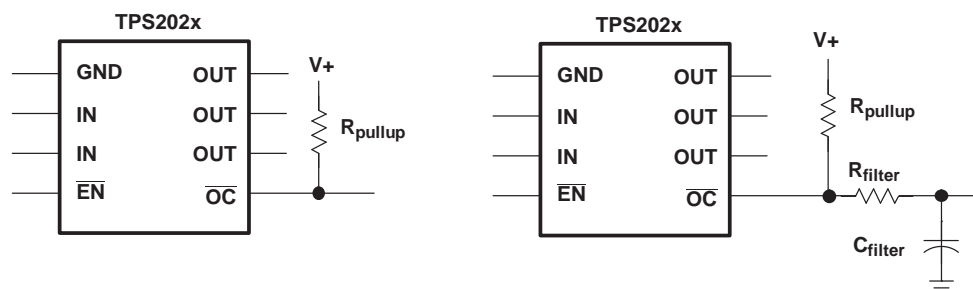 TPS202x
GND OUT
IN OUT
IN OUT
EN OC
V+
Rpullup
TPS202x
GND OUT
IN OUT
IN OUT
EN OC
V+
Rpullup
Rfilter
Cfilter